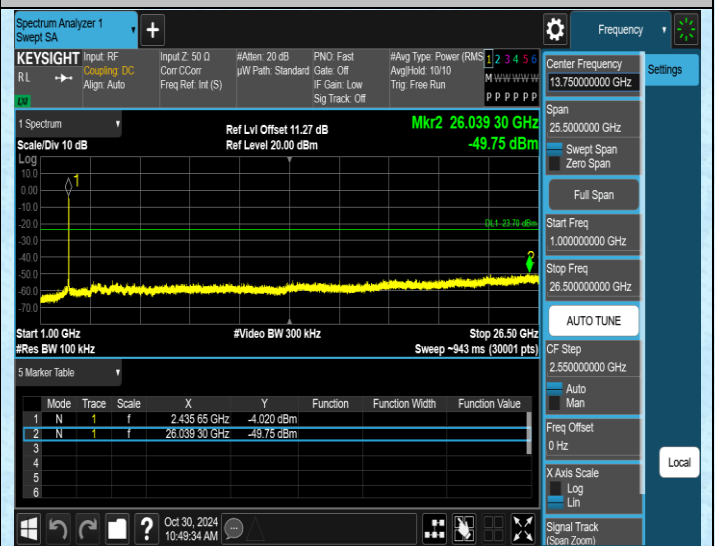 Spectrum Analyzer 1
Swept SA
+
Frequency
KEYSIGHT
RL
LNI
Input: RF
Coupling: DC
Align: Auto
Input Z: 50 Ω
Corr CCorr
Freq Ref: Int (S)
#Atten: 20 dB
µW Path: Standard
PNO: Fast
Gate: Off
IF Gain: Low
Sig Track: Off
#Avg Type: Power (RMS
Avg|Hold: 10/10
Trig: Free Run
1 2 3 4 5 6
M W W W W W
P P P P P P
Center Frequency
13.750000000 GHz
Settings
Span
25.5000000 GHz
Swept Span
Zero Span
Full Span
Start Freq
1.000000000 GHz
Stop Freq
26.500000000 GHz
AUTO TUNE
CF Step
2.550000000 GHz
Auto
Man
Freq Offset
0 Hz
X Axis Scale
Log
Lin
Signal Track
(Span Zoom)
Local
1 Spectrum
Scale/Div 10 dB
Ref Lvl Offset 11.27 dB
Ref Level 20.00 dBm
Mkr2 26.039 30 GHz
-49.75 dBm
Log
10.0
0.00
-10.0
-20.0
-30.0
-40.0
-50.0
-60.0
-70.0
1
DL1 -23.70 dBm
2
Start 1.00 GHz
#Res BW 100 kHz
#Video BW 300 kHz
Stop 26.50 GHz
Sweep ~943 ms (30001 pts)
5 Marker Table
Mode Trace Scale X Y Function Function Width Function Value
1 N 1 f 2.435 65 GHz -4.020 dBm
2 N 1 f 26.039 30 GHz -49.75 dBm
3
4
5
6
?
Oct 30, 2024
10:49:34 AM